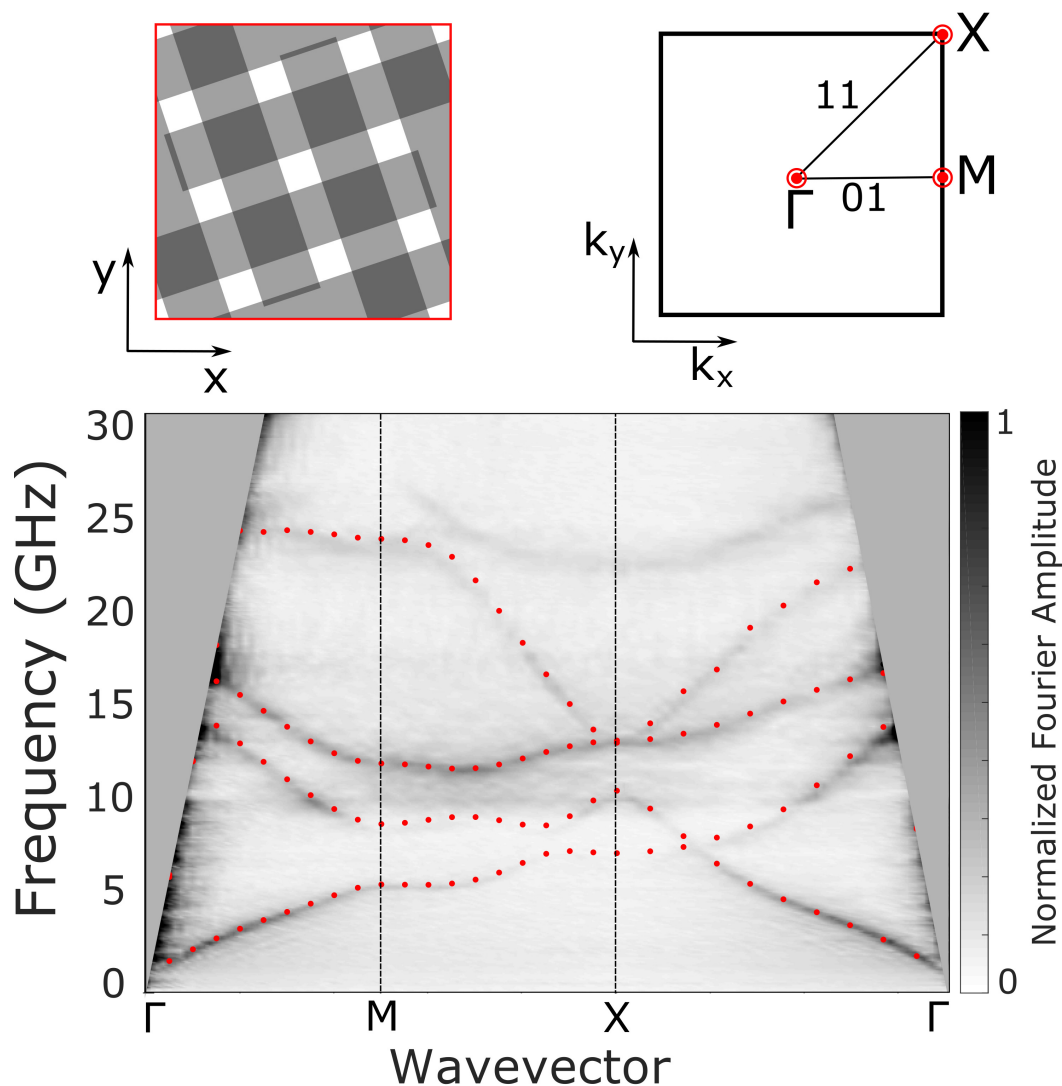 y
x
X
11
M
Γ
01
ky
kx
30
25
20
15
10
5
0
Frequency (GHz)
Γ
M
X
Γ
Wavevector
1
0
Normalized Fourier Amplitude